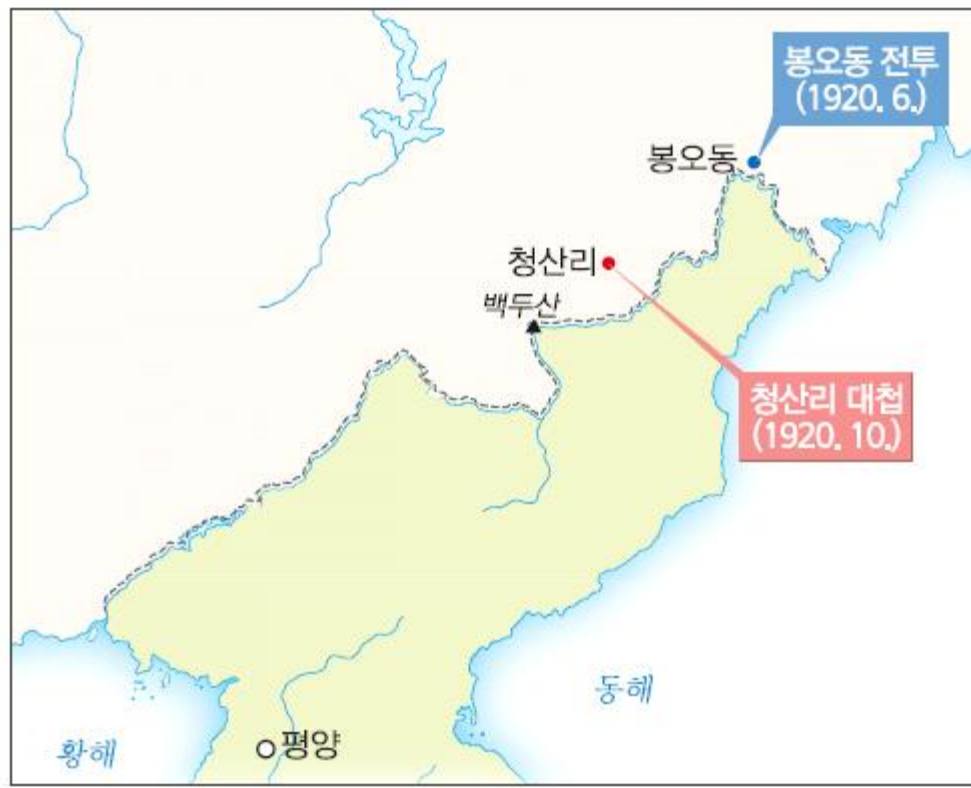 봉오동 전투
(1920. 6.)
봉오동
청산리
백두산
청산리 대첩
(1920. 10.)
동해
황해
평양